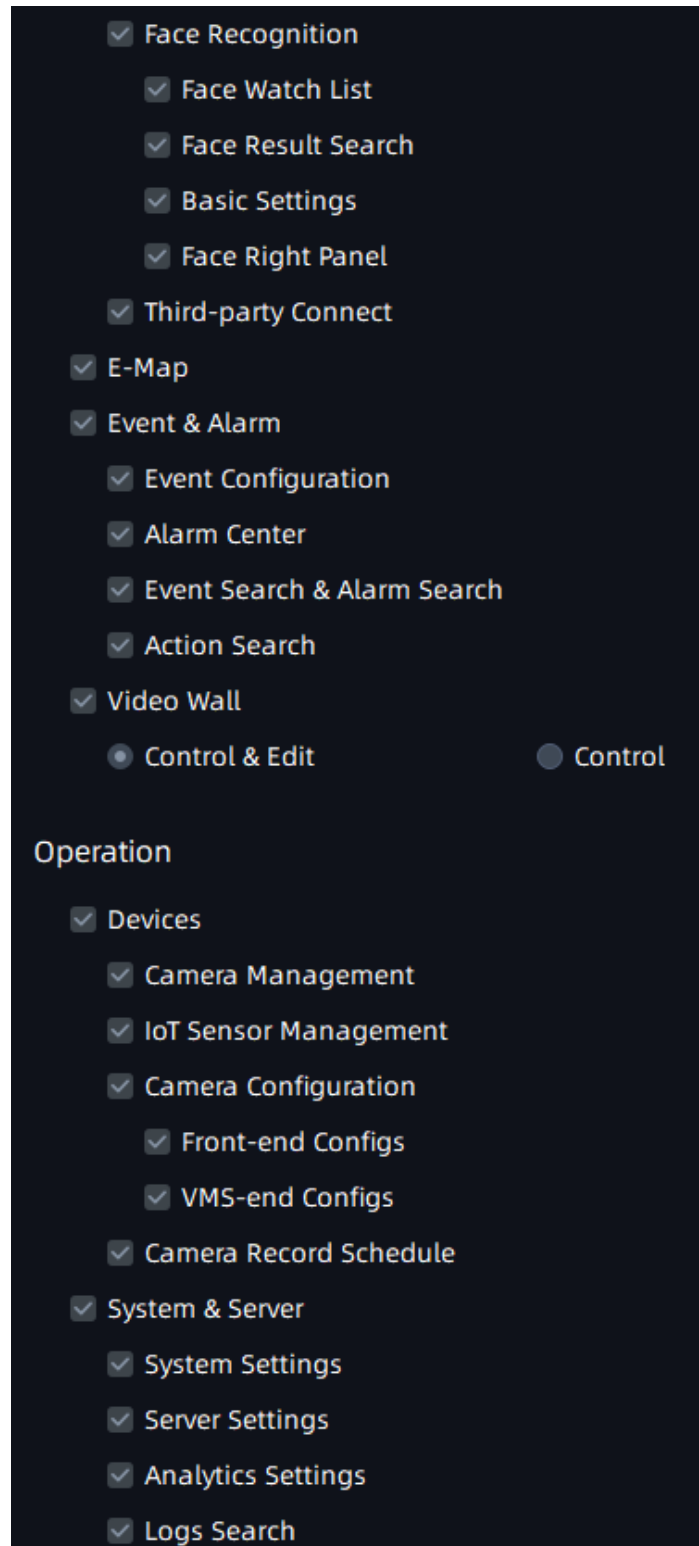 Face Recognition
Face Watch List
Face Result Search
Basic Settings
Face Right Panel
Third-party Connect
E-Map
Event & Alarm
Event Configuration
Alarm Center
Event Search & Alarm Search
Action Search
Video Wall
Control & Edit Control
Operation
Devices
Camera Management
IoT Sensor Management
Camera Configuration
Front-end Configs
VMS-end Configs
Camera Record Schedule
System & Server
System Settings
Server Settings
Analytics Settings
Logs Search